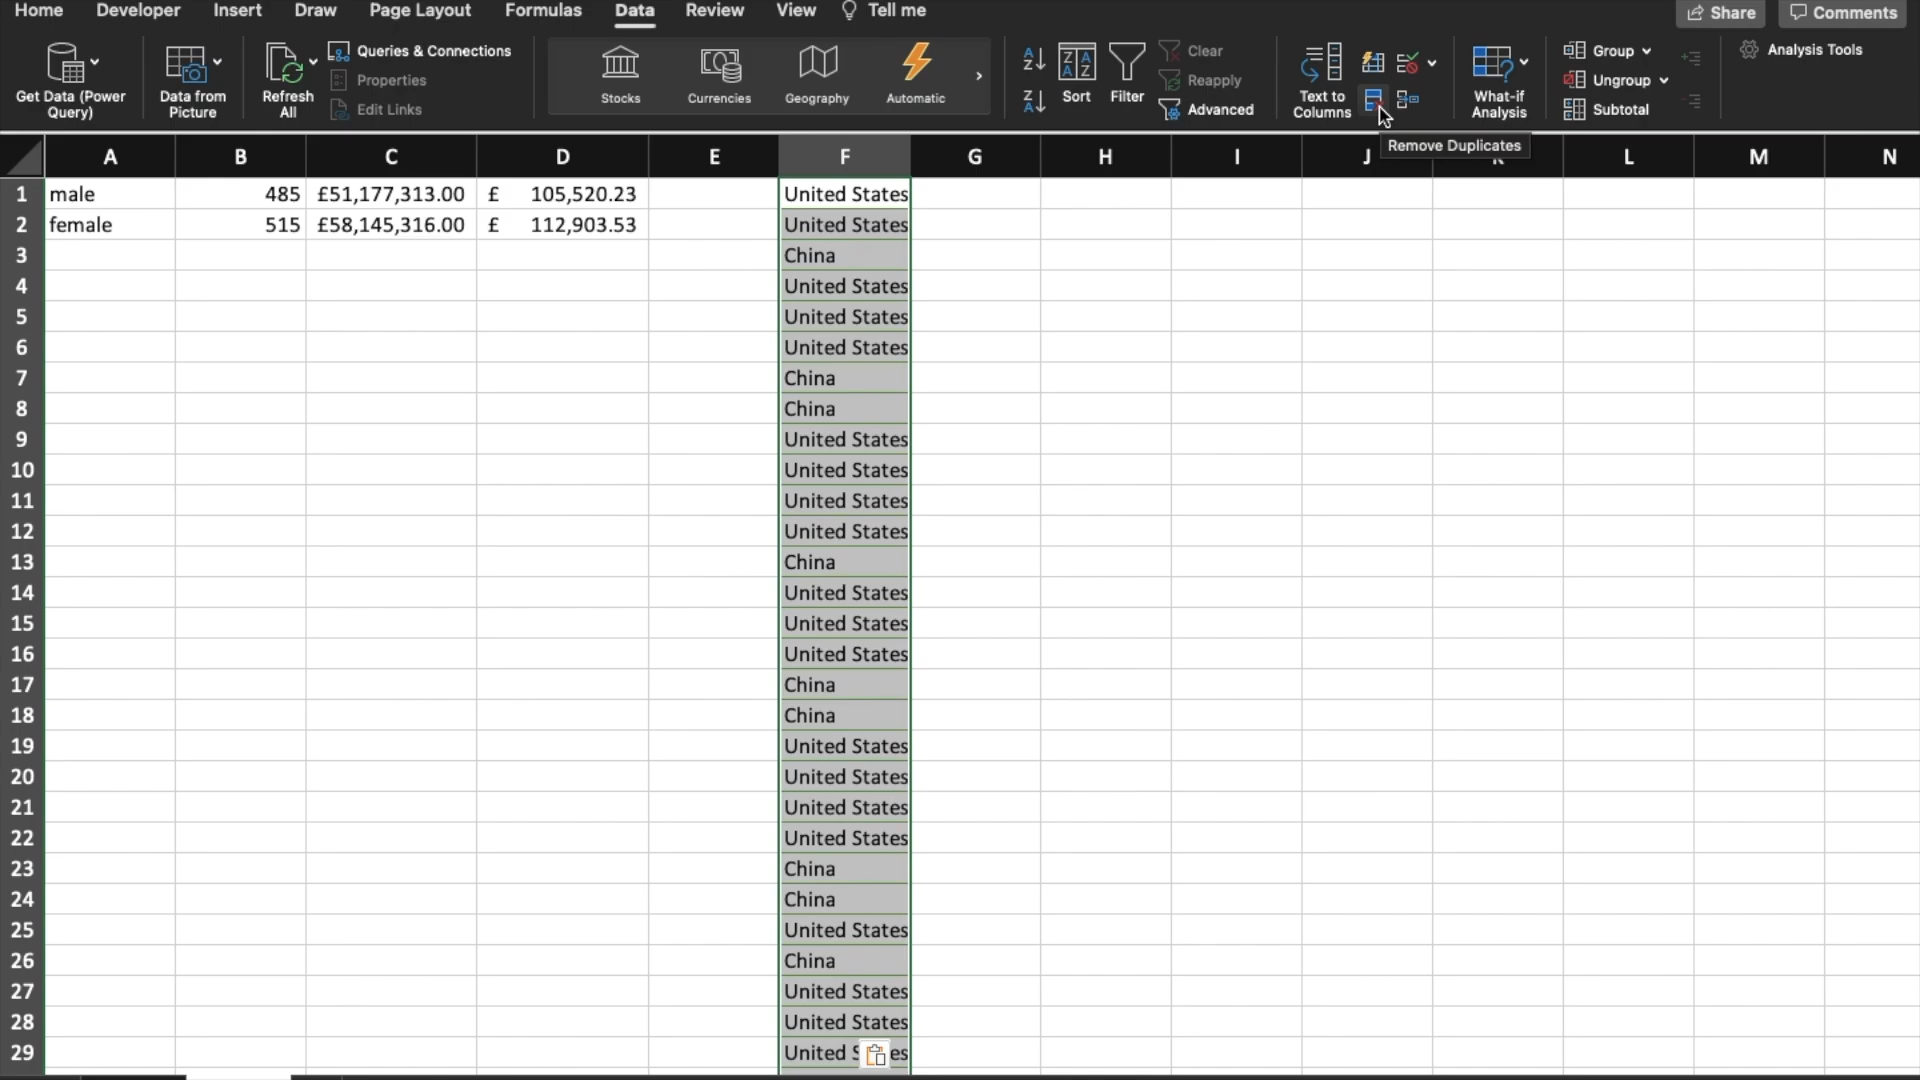 Home Developer Insert Draw Page Layout Formulas Data Review View Tell me Share Comments
Get Data (Power Query)
Data from Picture
Refresh All
Queries & Connections
Properties
Edit Links
Stocks Currencies Geography Automatic
Sort
Filter
Clear
Reapply
Advanced
Text to Columns
What-if Analysis
Group
Ungroup
Subtotal
Analysis Tools
Remove Duplicates
A B C D E F G H I J K L M N
1 male 485 £51,177,313.00 £ 105,520.23 United States
2 female 515 £58,145,316.00 £ 112,903.53 United States
3 China
4 United States
5 United States
6 United States
7 China
8 China
9 United States
10 United States
11 United States
12 United States
13 China
14 United States
15 United States
16 United States
17 China
18 China
19 United States
20 United States
21 United States
22 United States
23 China
24 China
25 United States
26 China
27 United States
28 United States
29 United S es